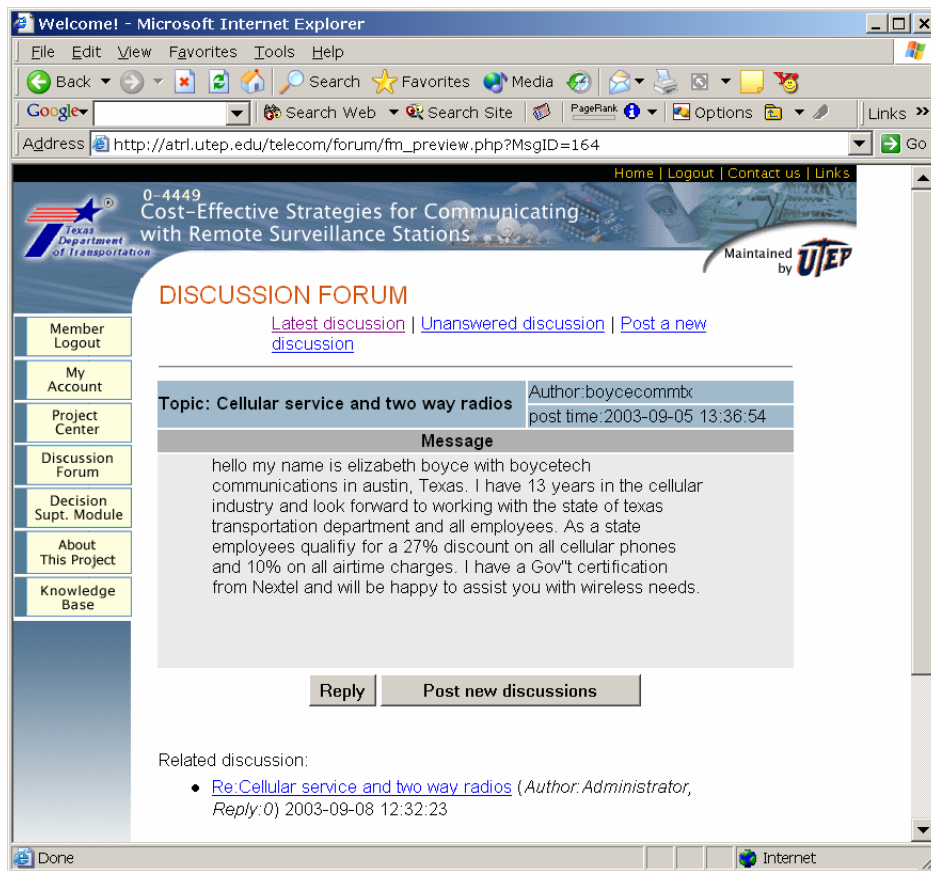 Welcome! - Microsoft Internet Explorer
File Edit View Favorites Tools Help
Back Search Favorites Media
Google Search Web Search Site PageRank Options Links »
Address http://atrl.utep.edu/telecom/forum/fm_preview.php?MsgID=164 Go
Home | Logout | Contact us | Links
0-4449
Cost-Effective Strategies for Communicating
with Remote Surveillance Stations
Texas
Department
of Transportation
®
Maintained
by UTEP
DISCUSSION FORUM
Latest discussion | Unanswered discussion | Post a new
discussion
Member
Logout
My
Account
Project
Center
Discussion
Forum
Decision
Supt. Module
About
This Project
Knowledge
Base
Topic: Cellular service and two way radios
Author:boycecommtx
post time:2003-09-05 13:36:54
Message
hello my name is elizabeth boyce with boycetech
communications in austin, Texas. I have 13 years in the cellular
industry and look forward to working with the state of texas
transportation department and all employees. As a state
employees qualifiy for a 27% discount on all cellular phones
and 10% on all airtime charges. I have a Gov"t certification
from Nextel and will be happy to assist you with wireless needs.
Reply Post new discussions
Related discussion:
• Re:Cellular service and two way radios (Author:Administrator,
Reply:0) 2003-09-08 12:32:23
Done Internet